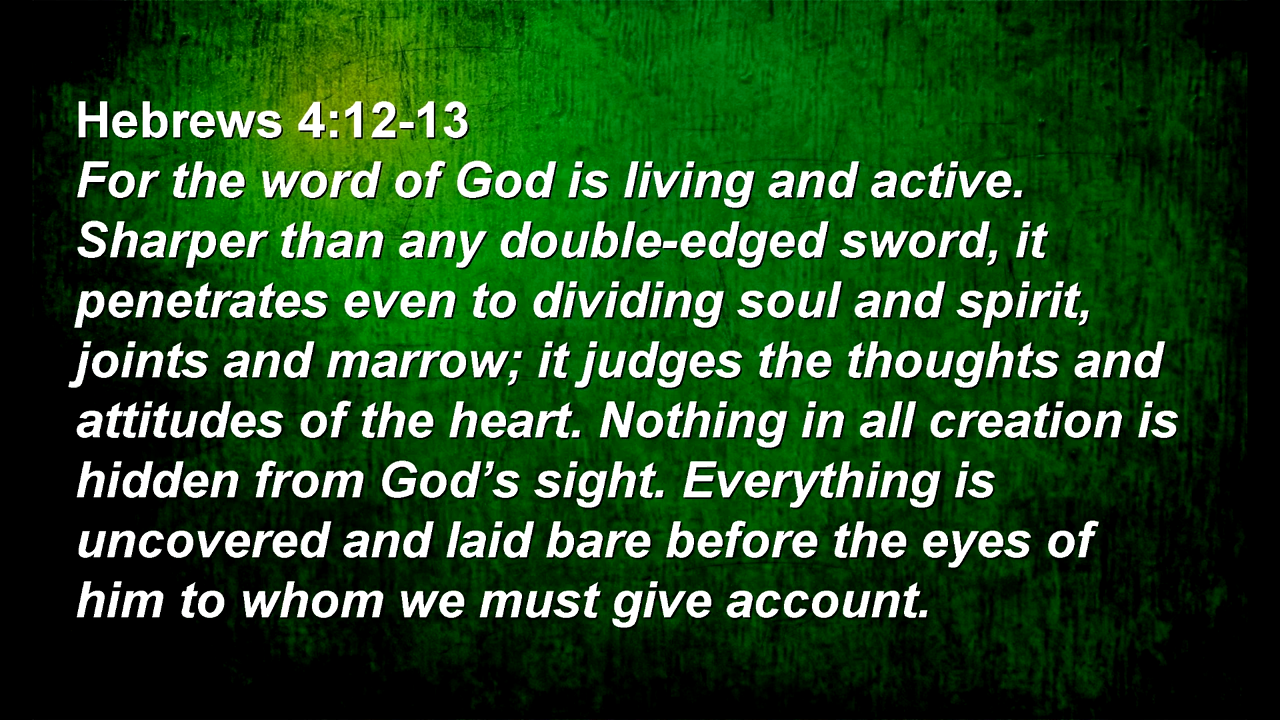 Hebrews 4:12-13
For the word of God is living and active.
Sharper than any double-edged sword, it
penetrates even to dividing soul and spirit,
joints and marrow; it judges the thoughts and
attitudes of the heart. Nothing in all creation is
hidden from God’s sight. Everything is
uncovered and laid bare before the eyes of
him to whom we must give account.